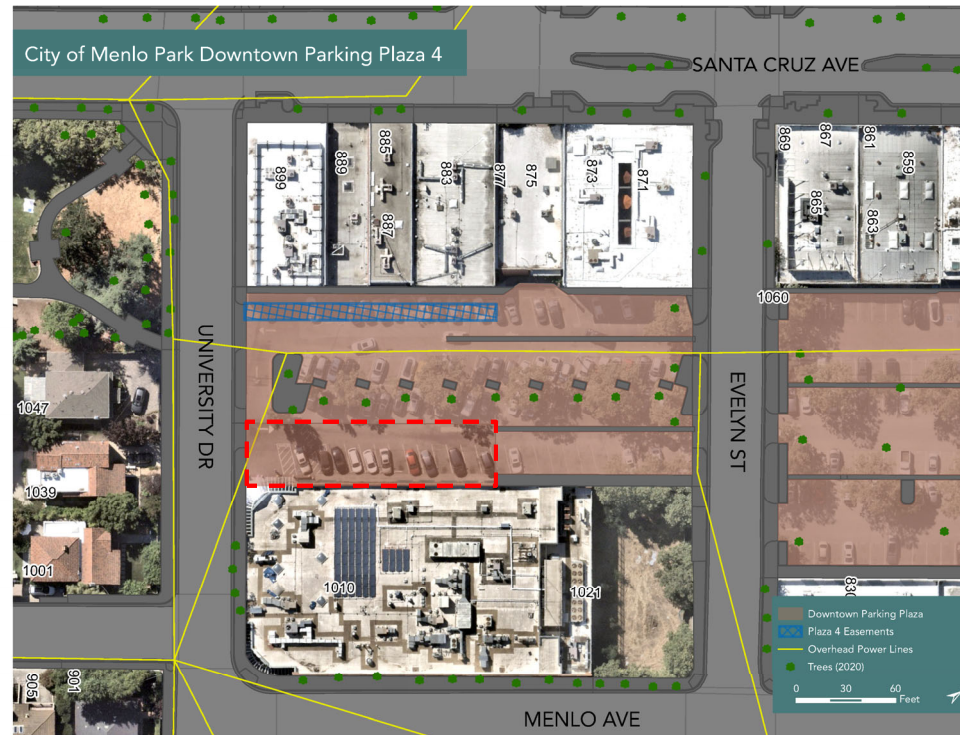 City of Menlo Park Downtown Parking Plaza 4
SANTA CRUZ AVE
899
889
885
887
883
877
875
873
871
869
867
865
861
863
859
1060
UNIVERSITY DR
EVELYN ST
1047
1039
1001
1010
1021
830
905
901
MENLO AVE
Downtown Parking Plaza
Plaza 4 Easements
Overhead Power Lines
Trees (2020)
0 30 60
Feet